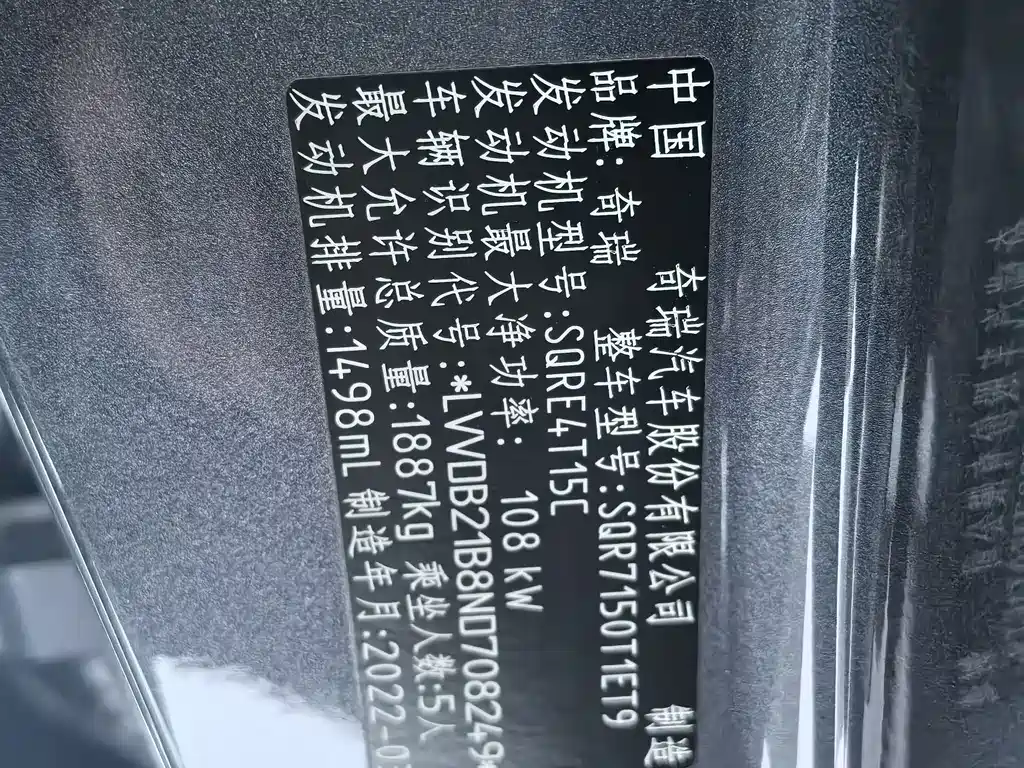 中国 奇瑞汽车股份有限公司 制造
品牌: 奇瑞 整车型号:SQR7150T1ET9
发动机型号:SQRE4T15C
发动机最大净功率: 108 kW
车辆识别代号:*LVVDB21B8ND708249*
最大允许总质量:1887kg 乘坐人数:5人
发动机排量:1498mL 制造年月:2022-0